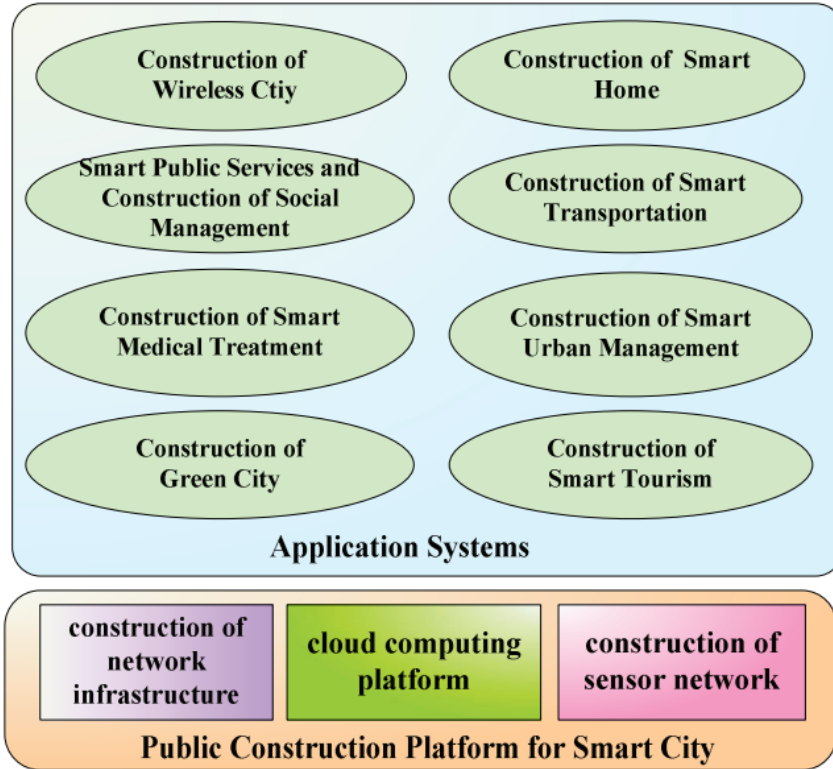 Construction of
Wireless Ctiy
Construction of Smart
Home
Smart Public Services and
Construction of Social
Management
Construction of Smart
Transportation
Construction of Smart
Medical Treatment
Construction of Smart
Urban Management
Construction of
Green City
Construction of
Smart Tourism
Application Systems
construction of
network
infrastructure
cloud computing
platform
construction of
sensor network
Public Construction Platform for Smart City